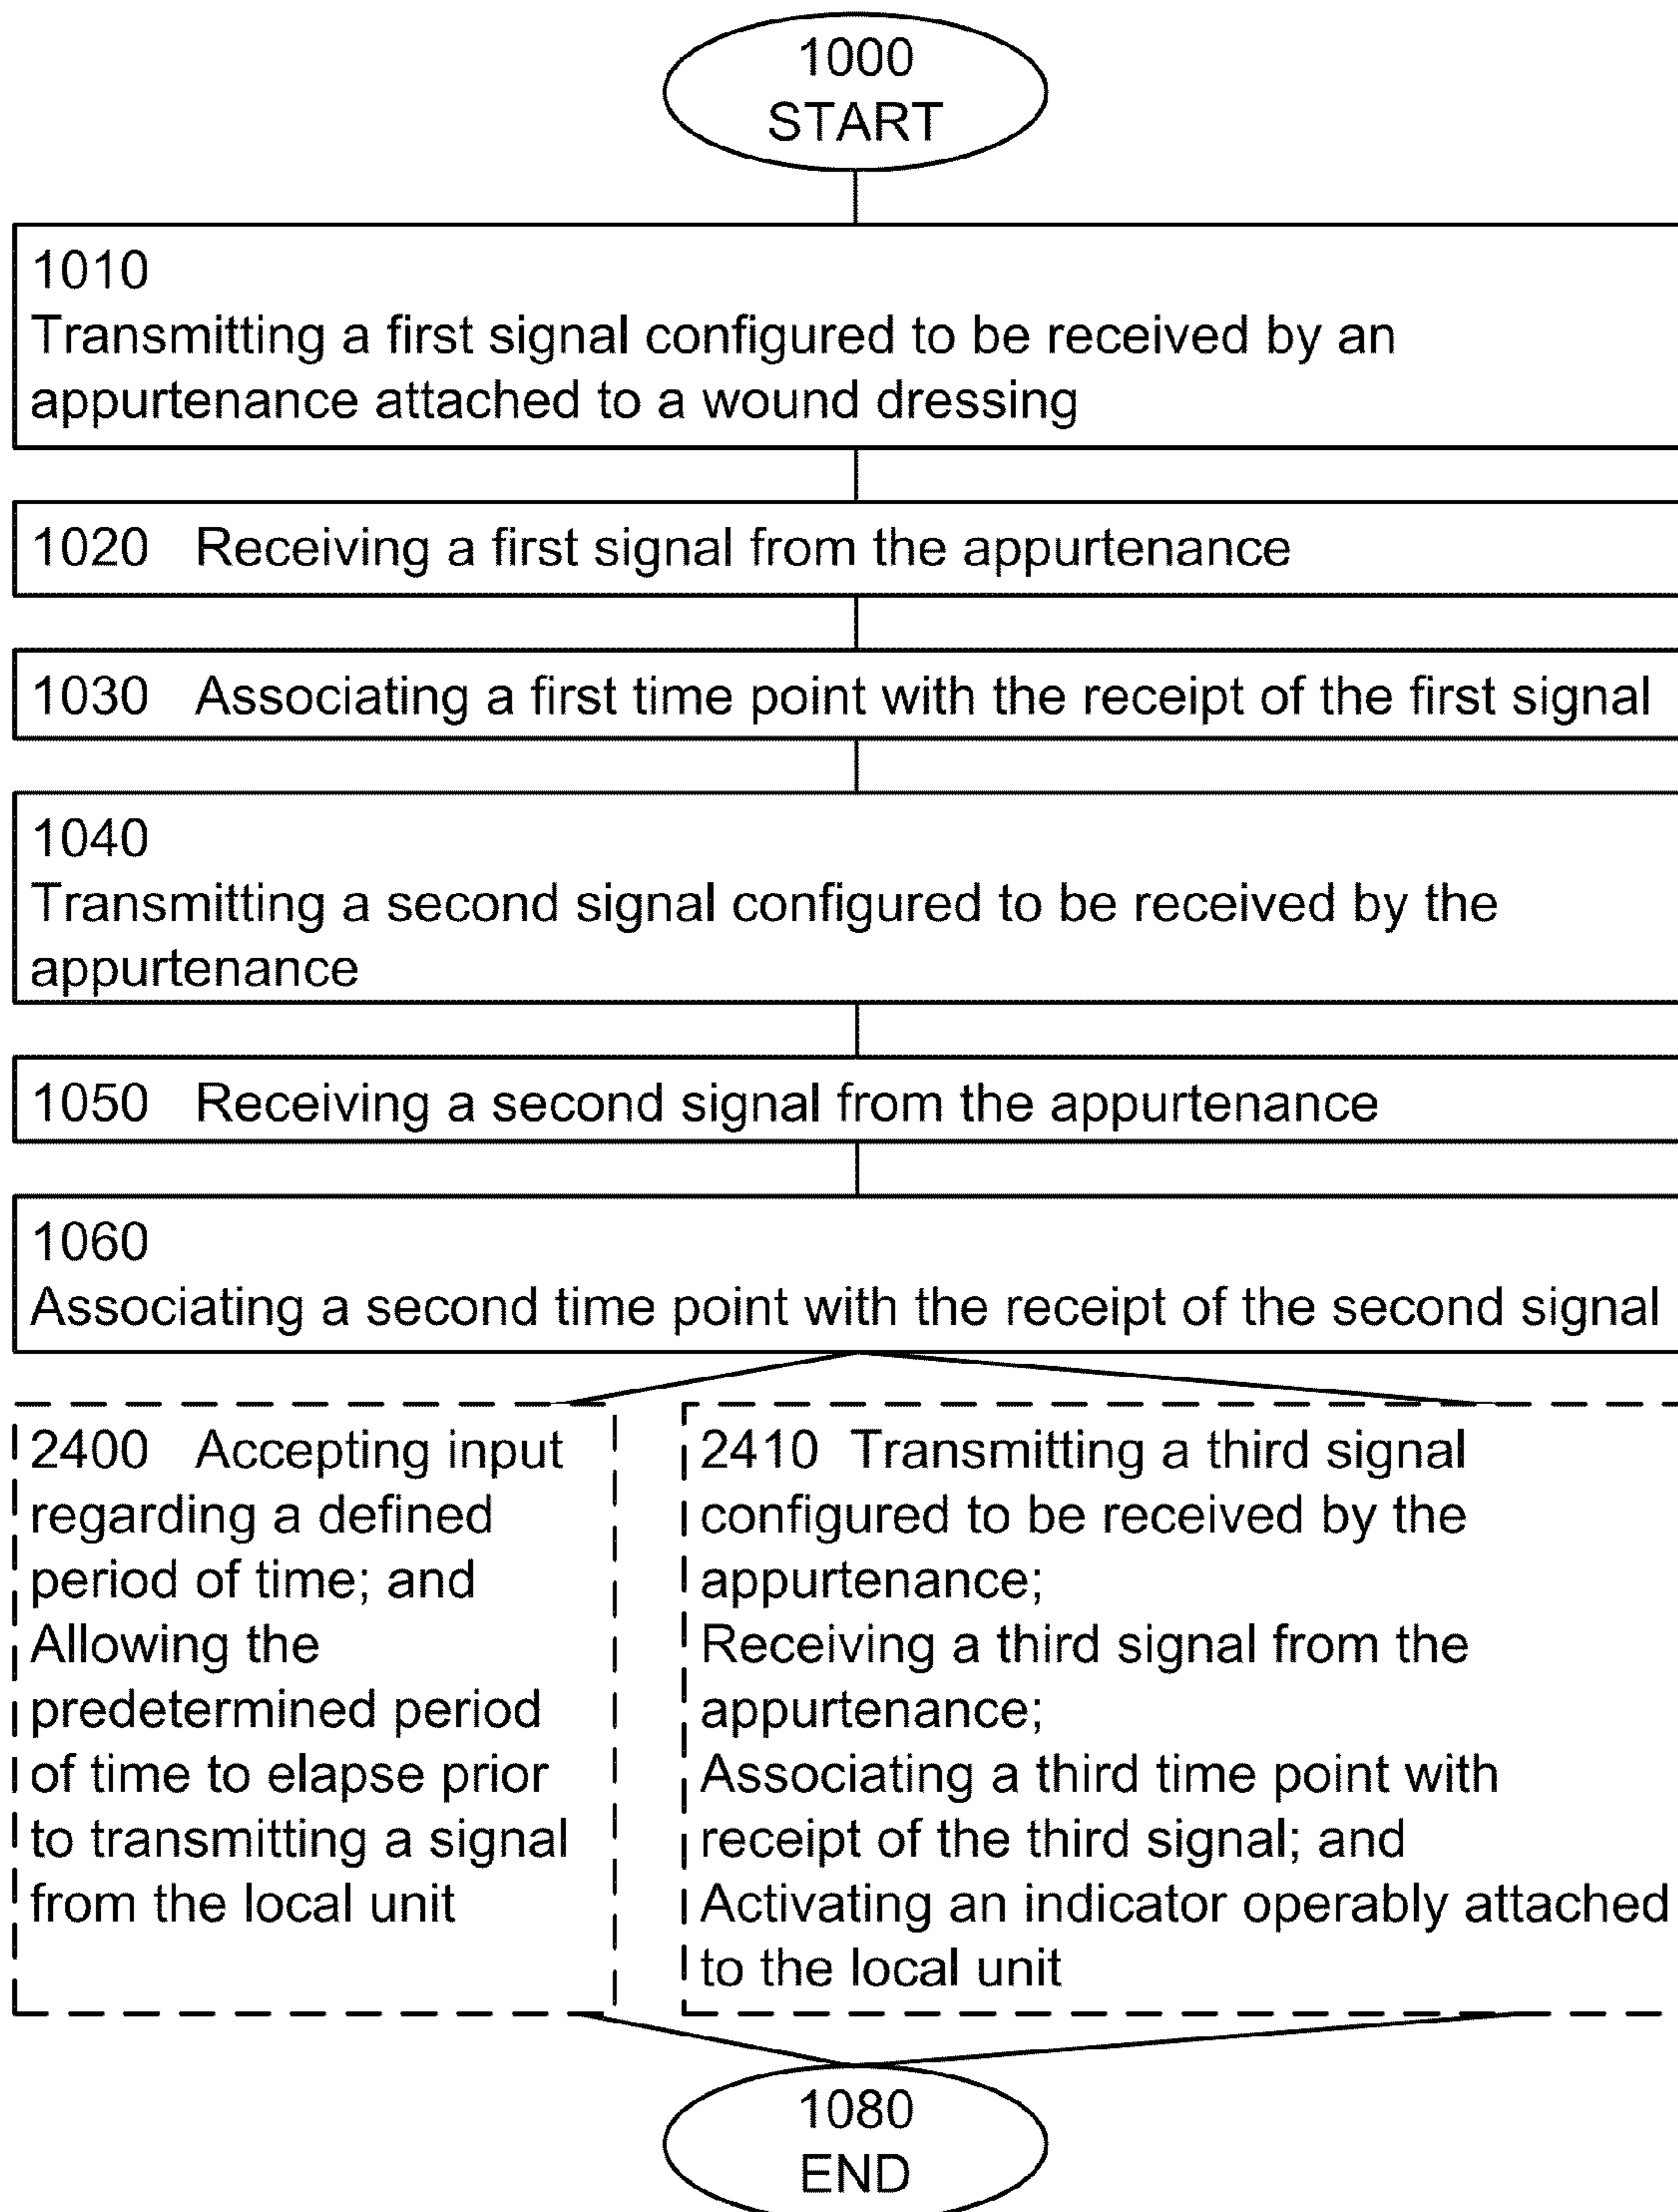 1000
START
1010
Transmitting a first signal configured to be received by an
appurtenance attached to a wound dressing
1020 Receiving a first signal from the appurtenance
1030 Associating a first time point with the receipt of the first signal
1040
Transmitting a second signal configured to be received by the
appurtenance
1050 Receiving a second signal from the appurtenance
1060
Associating a second time point with the receipt of the second signal
2400 Accepting input
regarding a defined
period of time; and
Allowing the
predetermined period
of time to elapse prior
to transmitting a signal
from the local unit
2410 Transmitting a third signal
configured to be received by the
appurtenance;
Receiving a third signal from the
appurtenance;
Associating a third time point with
receipt of the third signal; and
Activating an indicator operably attached
to the local unit
1080
END